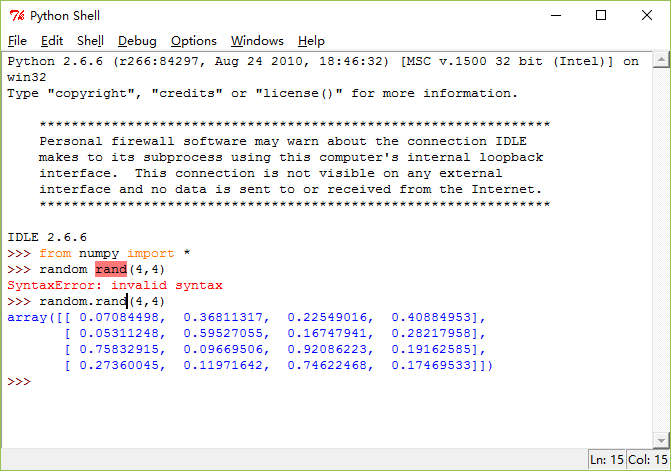 Python Shell
File Edit Shell Debug Options Windows Help
Python 2.6.6 (r266:84297, Aug 24 2010, 18:46:32) [MSC v.1500 32 bit (Intel)] on
win32
Type "copyright", "credits" or "license()" for more information.
****************************************************************
Personal firewall software may warn about the connection IDLE
makes to its subprocess using this computer's internal loopback
interface.  This connection is not visible on any external
interface and no data is sent to or received from the Internet.
****************************************************************
IDLE 2.6.6
>>> from numpy import *
>>> random rand(4,4)
SyntaxError: invalid syntax
>>> random.rand(4,4)
array([[ 0.07084498,  0.36811317,  0.22549016,  0.40884953],
       [ 0.05311248,  0.59527055,  0.16747941,  0.28217958],
       [ 0.75832915,  0.09669506,  0.92086223,  0.19162585],
       [ 0.27360045,  0.11971642,  0.74622468,  0.17469533]])
>>>
Ln: 15 Col: 15